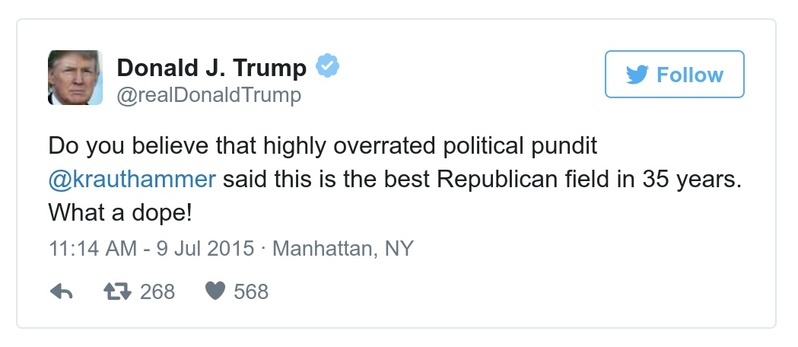 Donald J. Trump
@realDonaldTrump
Follow
Do you believe that highly overrated political pundit
@krauthammer said this is the best Republican field in 35 years.
What a dope!
11:14 AM - 9 Jul 2015 · Manhattan, NY
268 568